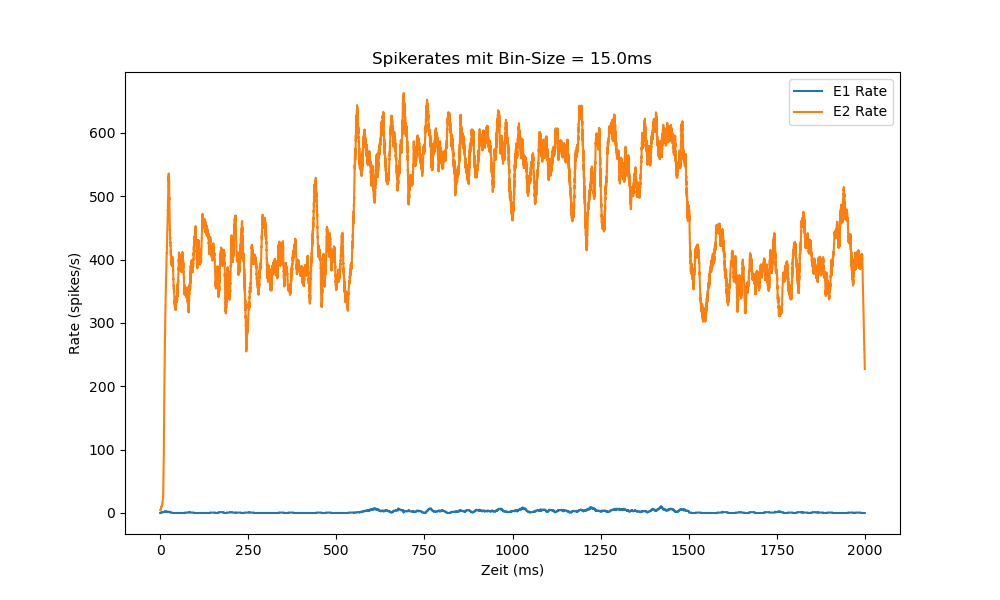 Spikerates mit Bin-Size = 15.0ms
E1 Rate
E2 Rate
Rate (spikes/s)
600
500
400
300
200
100
0
0 250 500 750 1000 1250 1500 1750 2000
Zeit (ms)